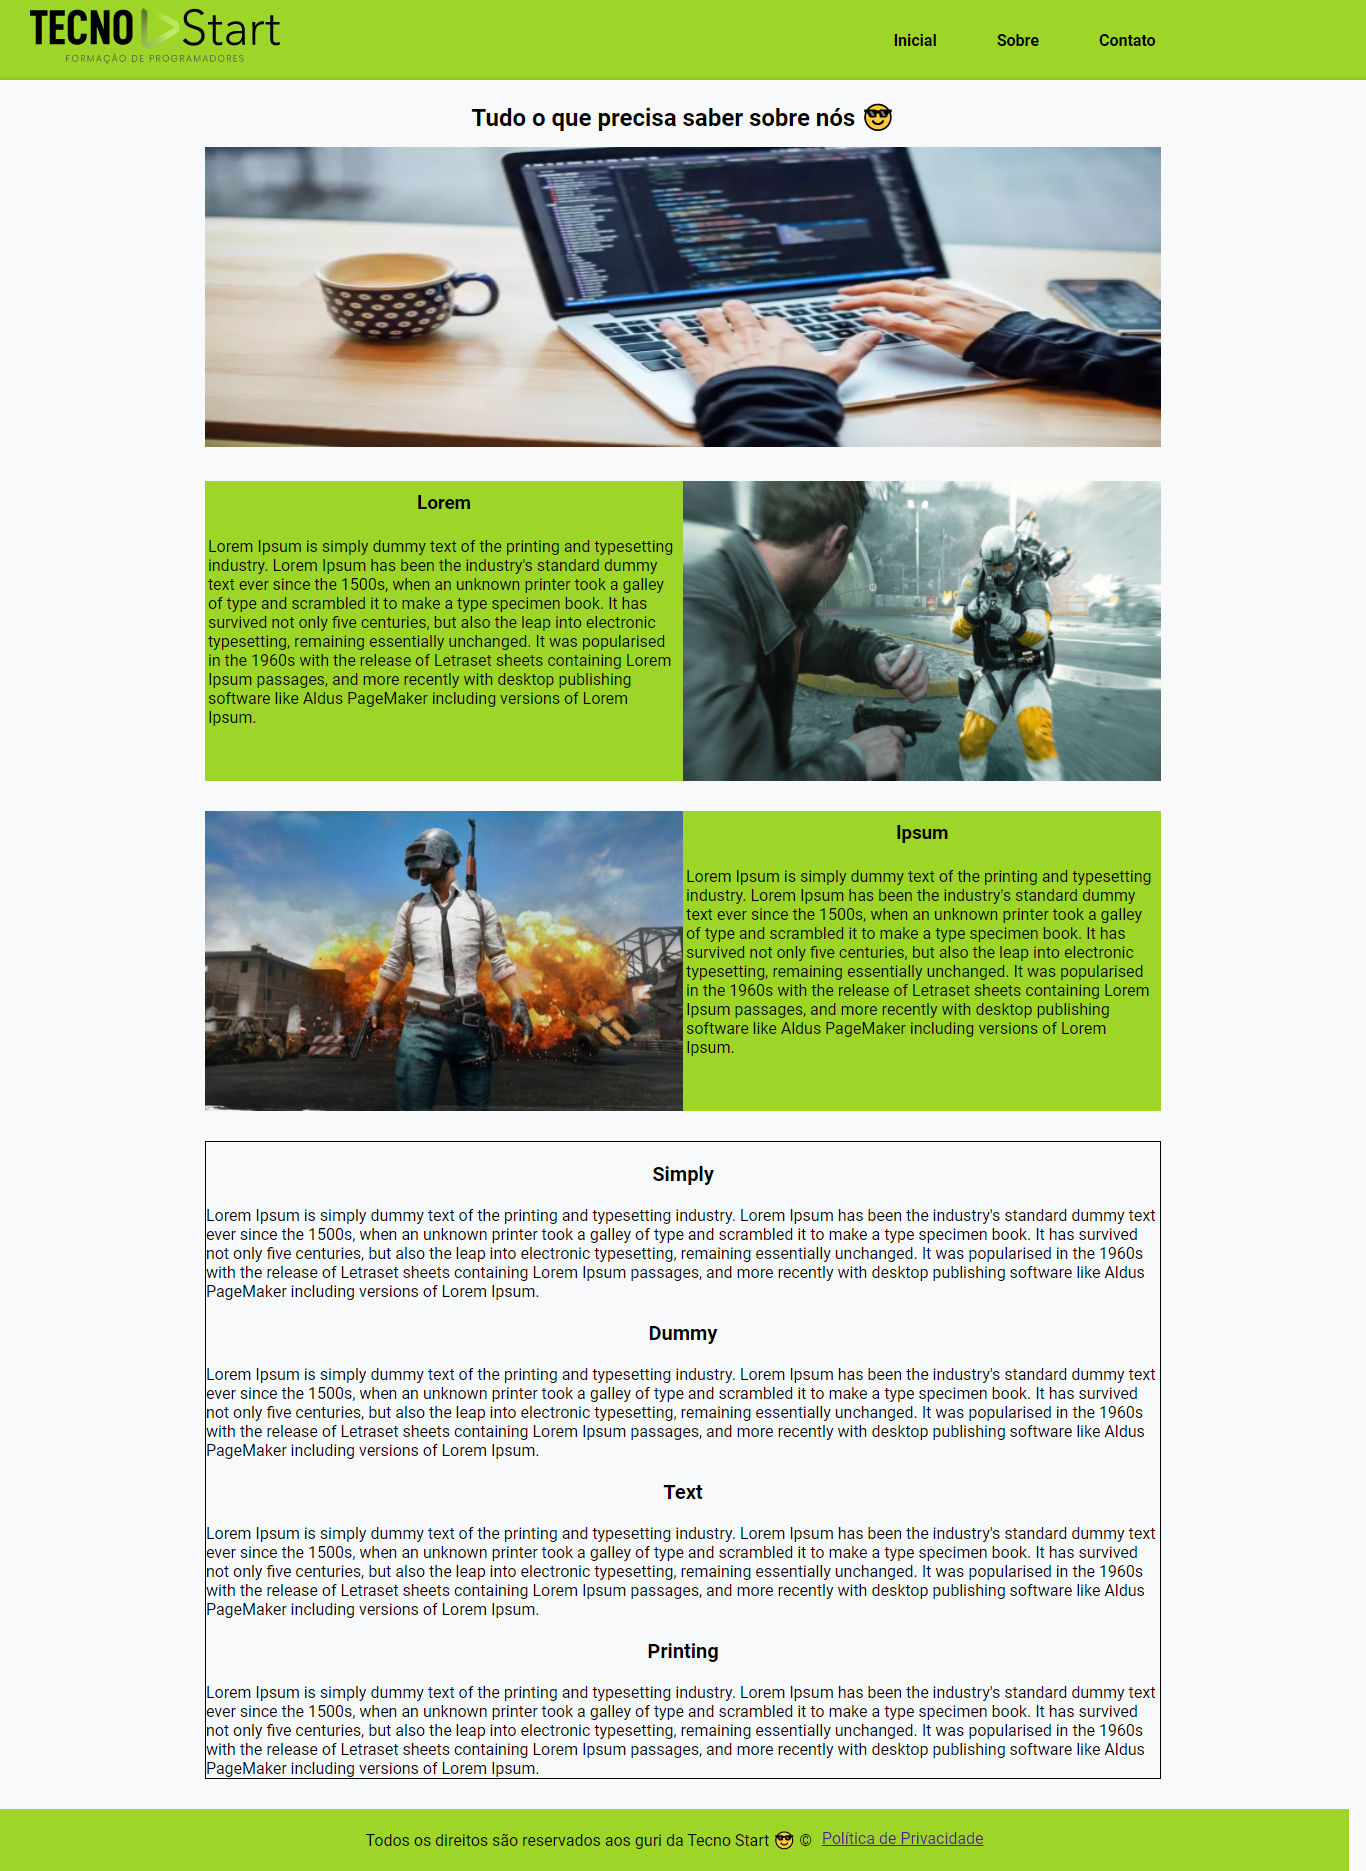 TECNO Start
FORMAÇÃO DE PROGRAMADORES
Inicial Sobre Contato
Tudo o que precisa saber sobre nós 😎
Lorem
Lorem Ipsum is simply dummy text of the printing and typesetting
industry. Lorem Ipsum has been the industry's standard dummy
text ever since the 1500s, when an unknown printer took a galley
of type and scrambled it to make a type specimen book. It has
survived not only five centuries, but also the leap into electronic
typesetting, remaining essentially unchanged. It was popularised
in the 1960s with the release of Letraset sheets containing Lorem
Ipsum passages, and more recently with desktop publishing
software like Aldus PageMaker including versions of Lorem
Ipsum.
Ipsum
Lorem Ipsum is simply dummy text of the printing and typesetting
industry. Lorem Ipsum has been the industry's standard dummy
text ever since the 1500s, when an unknown printer took a galley
of type and scrambled it to make a type specimen book. It has
survived not only five centuries, but also the leap into electronic
typesetting, remaining essentially unchanged. It was popularised
in the 1960s with the release of Letraset sheets containing Lorem
Ipsum passages, and more recently with desktop publishing
software like Aldus PageMaker including versions of Lorem
Ipsum.
Simply
Lorem Ipsum is simply dummy text of the printing and typesetting industry. Lorem Ipsum has been the industry's standard dummy text
ever since the 1500s, when an unknown printer took a galley of type and scrambled it to make a type specimen book. It has survived
not only five centuries, but also the leap into electronic typesetting, remaining essentially unchanged. It was popularised in the 1960s
with the release of Letraset sheets containing Lorem Ipsum passages, and more recently with desktop publishing software like Aldus
PageMaker including versions of Lorem Ipsum.
Dummy
Lorem Ipsum is simply dummy text of the printing and typesetting industry. Lorem Ipsum has been the industry's standard dummy text
ever since the 1500s, when an unknown printer took a galley of type and scrambled it to make a type specimen book. It has survived
not only five centuries, but also the leap into electronic typesetting, remaining essentially unchanged. It was popularised in the 1960s
with the release of Letraset sheets containing Lorem Ipsum passages, and more recently with desktop publishing software like Aldus
PageMaker including versions of Lorem Ipsum.
Text
Lorem Ipsum is simply dummy text of the printing and typesetting industry. Lorem Ipsum has been the industry's standard dummy text
ever since the 1500s, when an unknown printer took a galley of type and scrambled it to make a type specimen book. It has survived
not only five centuries, but also the leap into electronic typesetting, remaining essentially unchanged. It was popularised in the 1960s
with the release of Letraset sheets containing Lorem Ipsum passages, and more recently with desktop publishing software like Aldus
PageMaker including versions of Lorem Ipsum.
Printing
Lorem Ipsum is simply dummy text of the printing and typesetting industry. Lorem Ipsum has been the industry's standard dummy text
ever since the 1500s, when an unknown printer took a galley of type and scrambled it to make a type specimen book. It has survived
not only five centuries, but also the leap into electronic typesetting, remaining essentially unchanged. It was popularised in the 1960s
with the release of Letraset sheets containing Lorem Ipsum passages, and more recently with desktop publishing software like Aldus
PageMaker including versions of Lorem Ipsum.
Todos os direitos são reservados aos guri da Tecno Start 😎 © Política de Privacidade